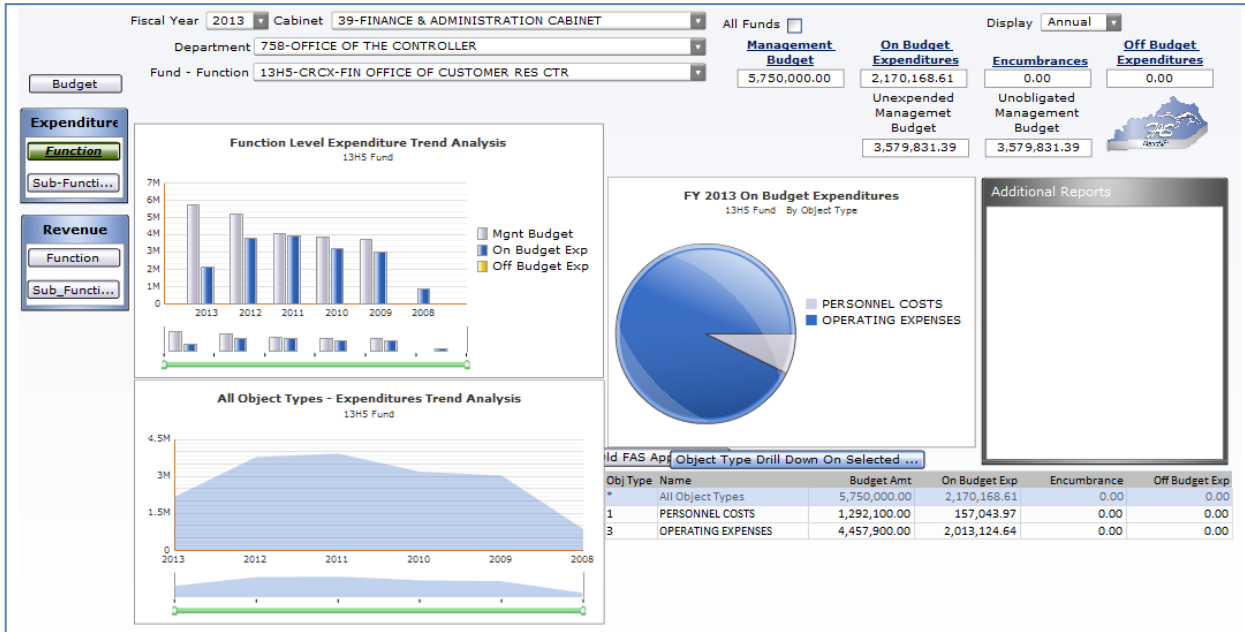 Fiscal Year 2013 Cabinet 39-FINANCE & ADMINISTRATION CABINET
All Funds
Display Annual
Department 758-OFFICE OF THE CONTROLLER
Fund - Function 13H5-CRCX-FIN OFFICE OF CUSTOMER RES CTR
Management
Budget
5,750,000.00
On Budget
Expenditures
2,170,168.61
Encumbrances
0.00
Off Budget
Expenditures
0.00
Unexpended
Managemet
Budget
3,579,831.39
Unobligated
Management
Budget
3,579,831.39
FAS
Budget
Expenditure
Function
Sub-Functi...
Revenue
Function
Sub_Functi...
Function Level Expenditure Trend Analysis
13H5 Fund
7M
6M
5M
4M
3M
2M
1M
0
2013 2012 2011 2010 2009 2008
Mgnt Budget
On Budget Exp
Off Budget Exp
All Object Types - Expenditures Trend Analysis
13H5 Fund
4.5M
3M
1.5M
0
2013 2012 2011 2010 2009 2008
FY 2013 On Budget Expenditures
13H5 Fund By Object Type
PERSONNEL COSTS
OPERATING EXPENSES
Additional Reports
ld FAS Ap
Object Type Drill Down On Selected ...
Obj Type Name Budget Amt On Budget Exp Encumbrance Off Budget Exp
* All Object Types 5,750,000.00 2,170,168.61 0.00 0.00
1 PERSONNEL COSTS 1,292,100.00 157,043.97 0.00 0.00
3 OPERATING EXPENSES 4,457,900.00 2,013,124.64 0.00 0.00